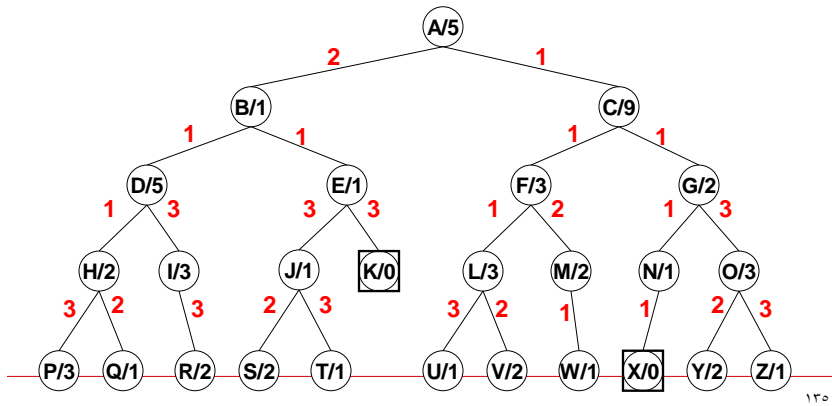 A/5
2 1
B/1 C/9
1 1 1 1
D/5 E/1 F/3 G/2
1 3 3 3 1 2 1 3
H/2 I/3 J/1 K/0 L/3 M/2 N/1 O/3
3 2 3 2 3 3 2 1 1 2 3
P/3 Q/1 R/2 S/2 T/1 U/1 V/2 W/1 X/0 Y/2 Z/1
١٣٥